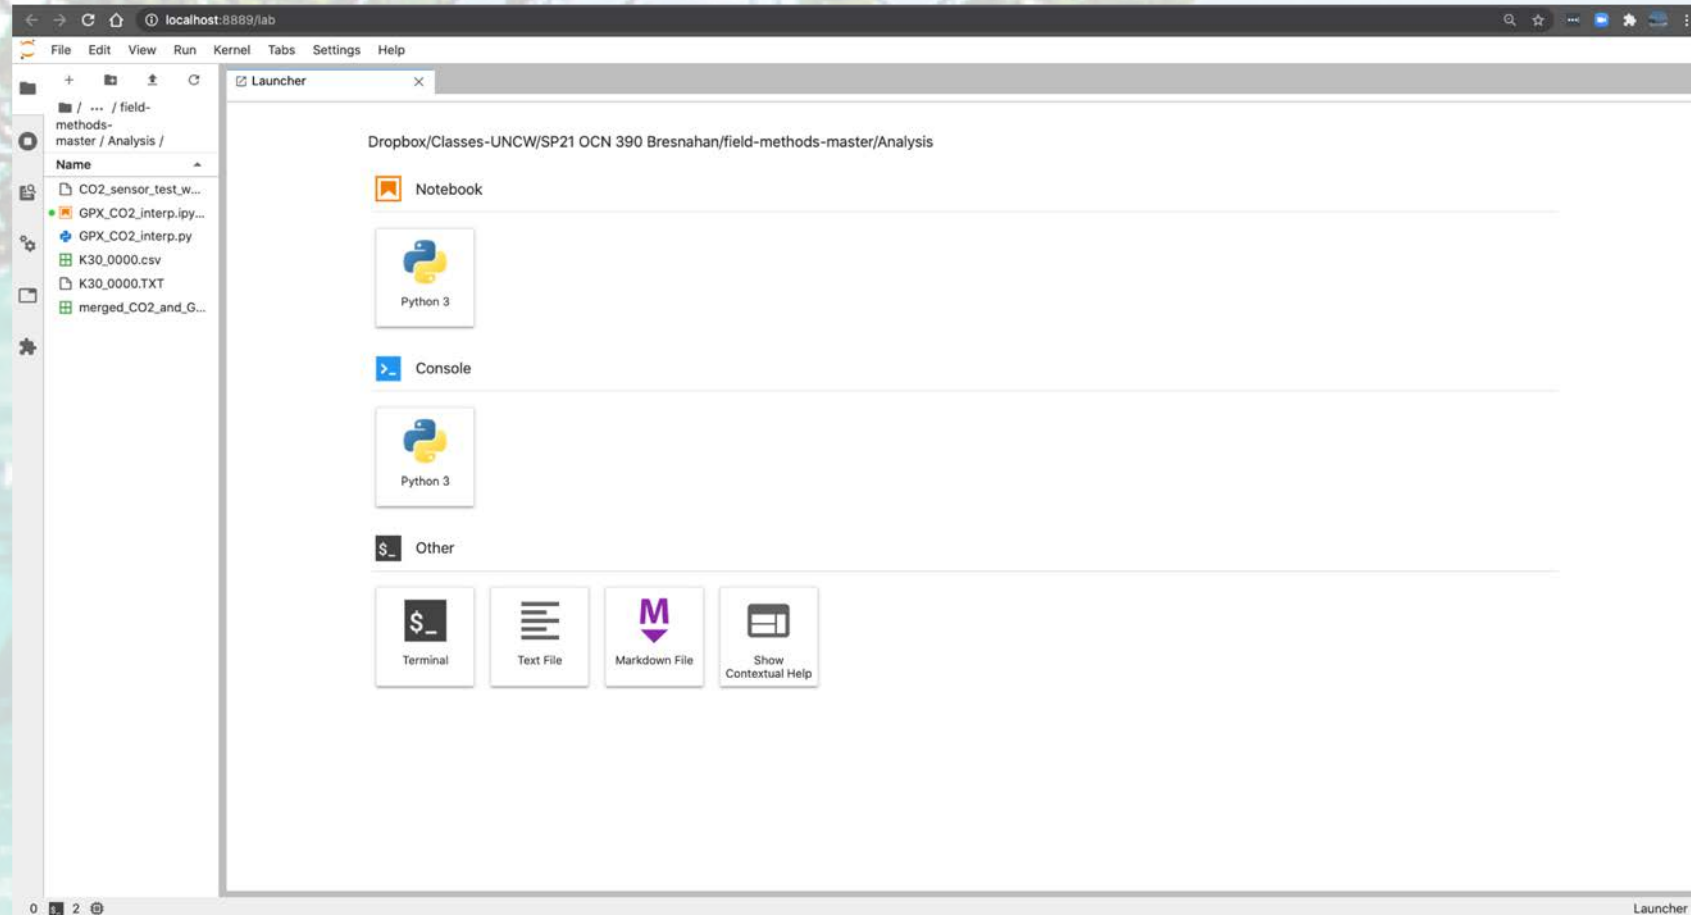 localhost:8889/lab
File Edit View Run Kernel Tabs Settings Help
Launcher
/ ... / field-
methods-
master / Analysis /
Name
CO2_sensor_test_w...
GPX_CO2_interp.ipy...
GPX_CO2_interp.py
K30_0000.csv
K30_0000.TXT
merged_CO2_and_G...
Dropbox/Classes-UNCW/SP21 OCN 390 Bresnahan/field-methods-master/Analysis
Notebook
Python 3
>_ Console
Python 3
$_ Other
$_
M
Terminal
Text File
Markdown File
Show
Contextual Help
0 2
Launcher